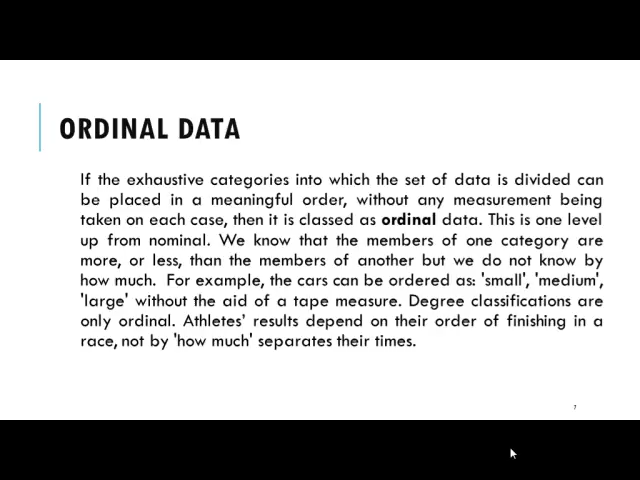 ORDINAL DATA
If the exhaustive categories into which the set of data is divided can
be placed in a meaningful order, without any measurement being
taken on each case, then it is classed as ordinal data. This is one level
up from nominal. We know that the members of one category are
more, or less, than the members of another but we do not know by
how much. For example, the cars can be ordered as: 'small', 'medium',
'large' without the aid of a tape measure. Degree classifications are
only ordinal. Athletes’ results depend on their order of finishing in a
race, not by 'how much' separates their times.
7